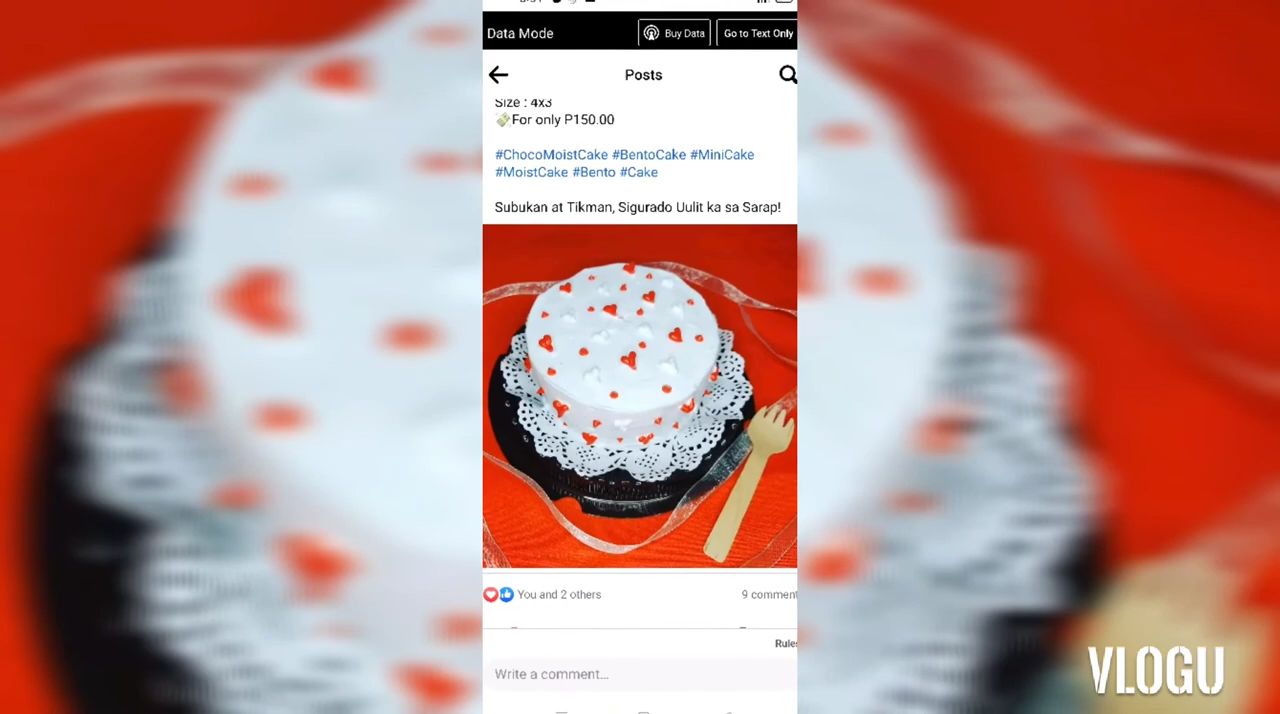 Data Mode
Buy Data
Go to Text Only
Posts
Size : 4x3
💸For only P150.00
#ChocoMoistCake #BentoCake #MiniCake
#MoistCake #Bento #Cake
Subukan at Tikman, Sigurado Uulit ka sa Sarap!
You and 2 others
9 comment
Rules
Write a comment...
VLOGU